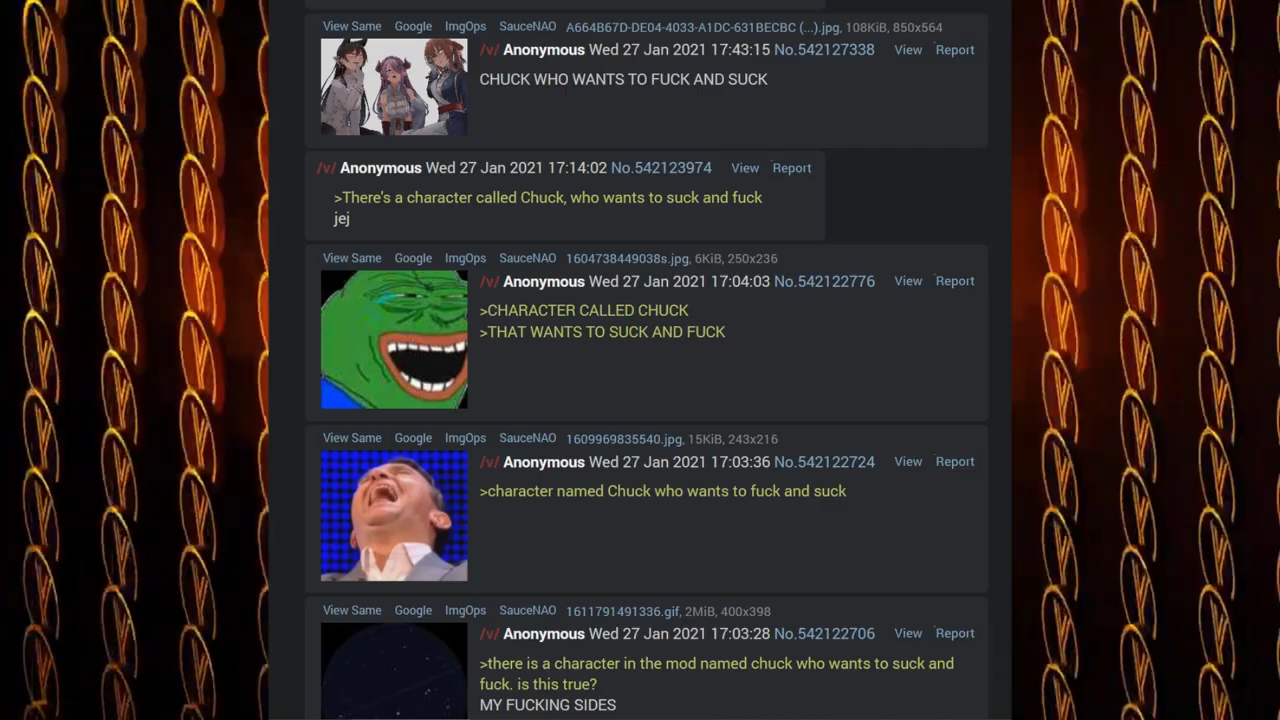 View Same Google ImgOps SauceNAO A664B67D-DE04-4033-A1DC-631BECBC (...).jpg, 108KiB, 850x564
/v/ Anonymous Wed 27 Jan 2021 17:43:15 No.542127338 View Report
CHUCK WHO WANTS TO FUCK AND SUCK
/v/ Anonymous Wed 27 Jan 2021 17:14:02 No.542123974 View Report
>There's a character called Chuck, who wants to suck and fuck
jej
View Same Google ImgOps SauceNAO 1604738449038s.jpg, 6KiB, 250x236
/v/ Anonymous Wed 27 Jan 2021 17:04:03 No.542122776 View Report
>CHARACTER CALLED CHUCK
>THAT WANTS TO SUCK AND FUCK
View Same Google ImgOps SauceNAO 1609969835540.jpg, 15KiB, 243x216
/v/ Anonymous Wed 27 Jan 2021 17:03:36 No.542122724 View Report
>character named Chuck who wants to fuck and suck
View Same Google ImgOps SauceNAO 1611791491336.gif, 2MiB, 400x398
/v/ Anonymous Wed 27 Jan 2021 17:03:28 No.542122706 View Report
>there is a character in the mod named chuck who wants to suck and
fuck. is this true?
MY FUCKING SIDES